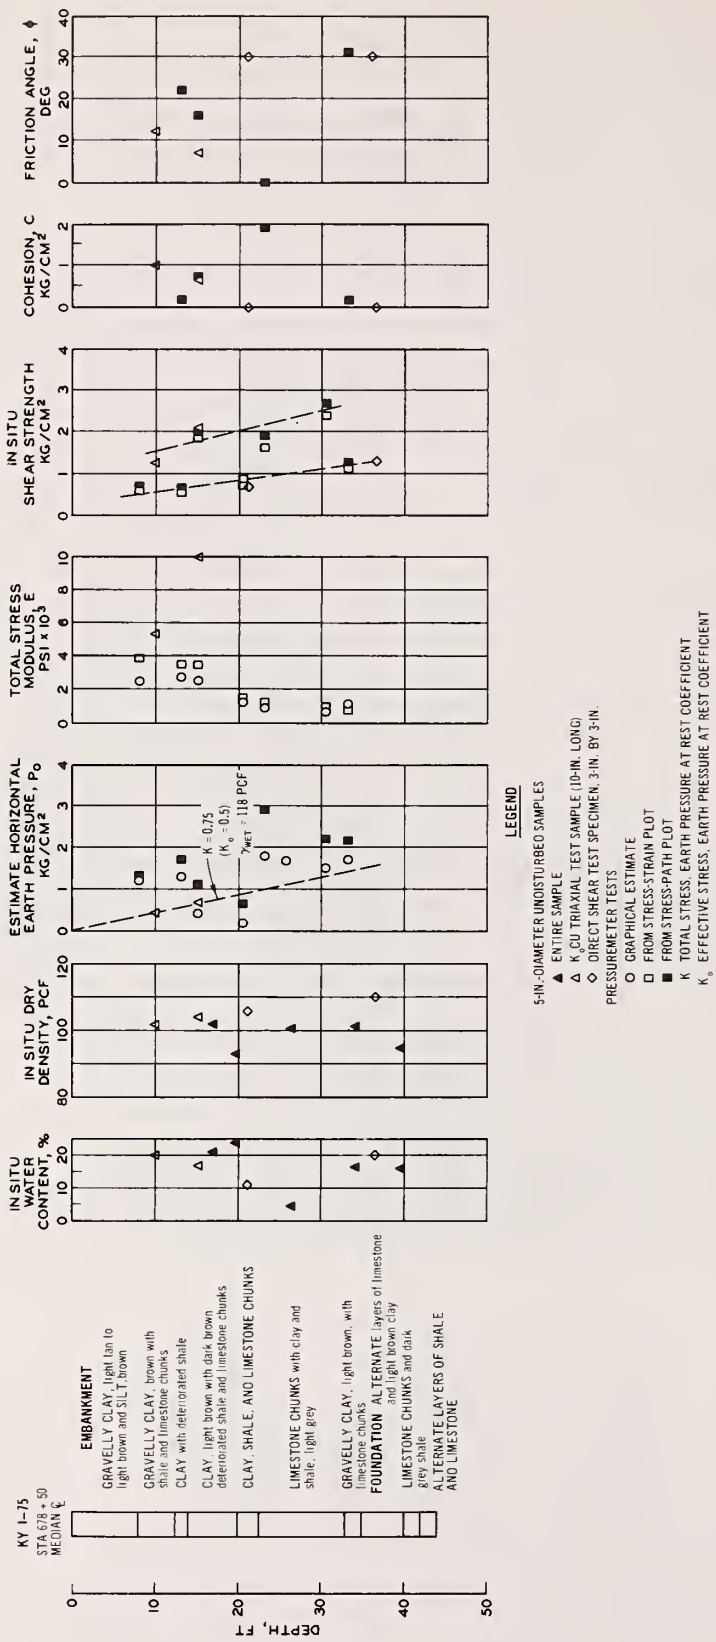 KY I-75
STA 678 + 50
MEDIAN ℄
DEPTH, FT
0
10
20
30
40
50
EMBANKMENT
GRAVELLY CLAY, light tan to
light brown and SILT, brown
GRAVELLY CLAY, brown with
shale and limestone chunks
CLAY with deteriorated shale
CLAY, light brown with dark brown
deteriorated shale and limestone chunks
CLAY, SHALE, AND LIMESTONE CHUNKS
LIMESTONE CHUNKS with clay and
shale, light grey
GRAVELLY CLAY, light brown, with
limestone chunks
FOUNDATION ALTERNATE layers of limestone
and light brown clay
LIMESTONE CHUNKS and dark
grey shale
ALTERNATE LAYERS OF SHALE
AND LIMESTONE
IN SITU
WATER
CONTENT, %
0 10 20
IN SITU DRY
DENSITY, PCF
80 100 120
ESTIMATE HORIZONTAL
EARTH PRESSURE, Po
KG/CM²
0 1 2 3 4
K = 0.75
(Ko = 0.5)
γWET = 118 PCF
TOTAL STRESS
MODULUS, E
PSI x 10³
0 2 4 6 8 10
IN SITU
SHEAR STRENGTH
KG/CM²
0 1 2 3 4
COHESION, C
KG/CM²
0 1 2
FRICTION ANGLE, ϕ
DEG
0 10 20 30 40
LEGEND
5-IN.-DIAMETER UNDISTURBED SAMPLES
▲ ENTIRE SAMPLE
△ KoCU TRIAXIAL TEST SAMPLE (10-IN. LONG)
◇ DIRECT SHEAR TEST SPECIMEN, 3-IN. BY 3-IN.
PRESSUREMETER TESTS
○ GRAPHICAL ESTIMATE
□ FROM STRESS-STRAIN PLOT
■ FROM STRESS-PATH PLOT
K TOTAL STRESS, EARTH PRESSURE AT REST COEFFICIENT
Ko EFFECTIVE STRESS, EARTH PRESSURE AT REST COEFFICIENT